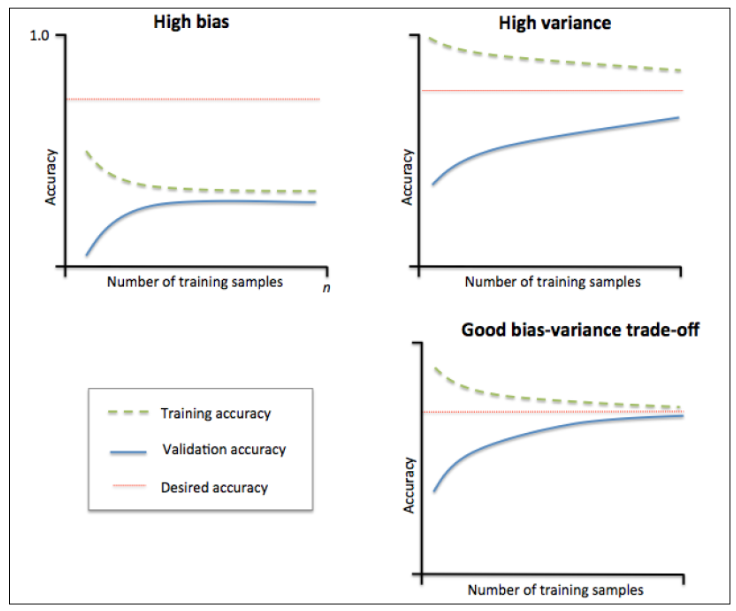 High bias
1.0
Accuracy
Number of training samples
n
High variance
Accuracy
Number of training samples
Good bias-variance trade-off
Accuracy
Number of training samples
Training accuracy
Validation accuracy
Desired accuracy